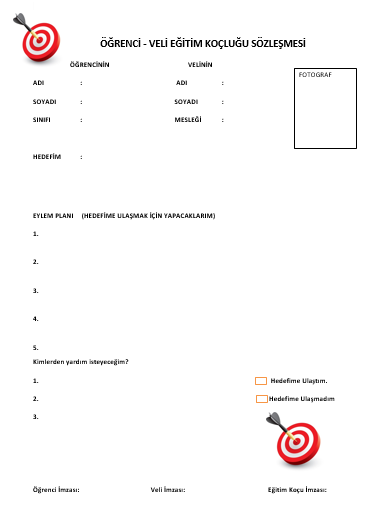 ÖĞRENCİ - VELİ EĞİTİM KOÇLUĞU SÖZLEŞMESİ
ÖĞRENCİNİN VELİNİN
FOTOGRAF
ADI : ADI :
SOYADI : SOYADI :
SINIFI : MESLEĞİ :
HEDEFİM :
EYLEM PLANI (HEDEFİME ULAŞMAK İÇİN YAPACAKLARIM)
1.
2.
3.
4.
5.
Kimlerden yardım isteyeceğim?
1. Hedefime Ulaştım.
2. Hedefime Ulaşmadım
3.
Öğrenci İmzası: Veli İmzası: Eğitim Koçu İmzası: